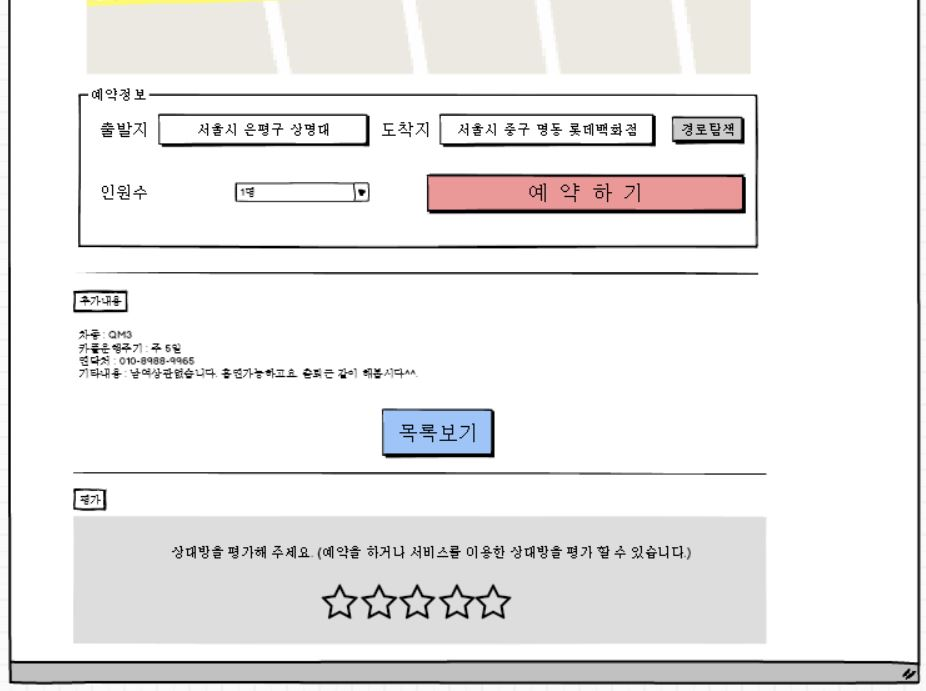 예약정보
출발지 서울시 은평구 상명대 도착지 서울시 중구 명동 롯데백화점 경로탐색
인원수 1명 예 약 하 기
추가내용
차종 : QM3
카풀운행주기 : 주 5일
연락처 : 010-8988-9965
기타내용 : 남여상관없습니다. 흡연가능하고요 출퇴근 같이 해봅시다^^.
목록보기
평가
상대방을 평가해 주세요. (예약을 하거나 서비스를 이용한 상대방을 평가 할 수 있습니다.)